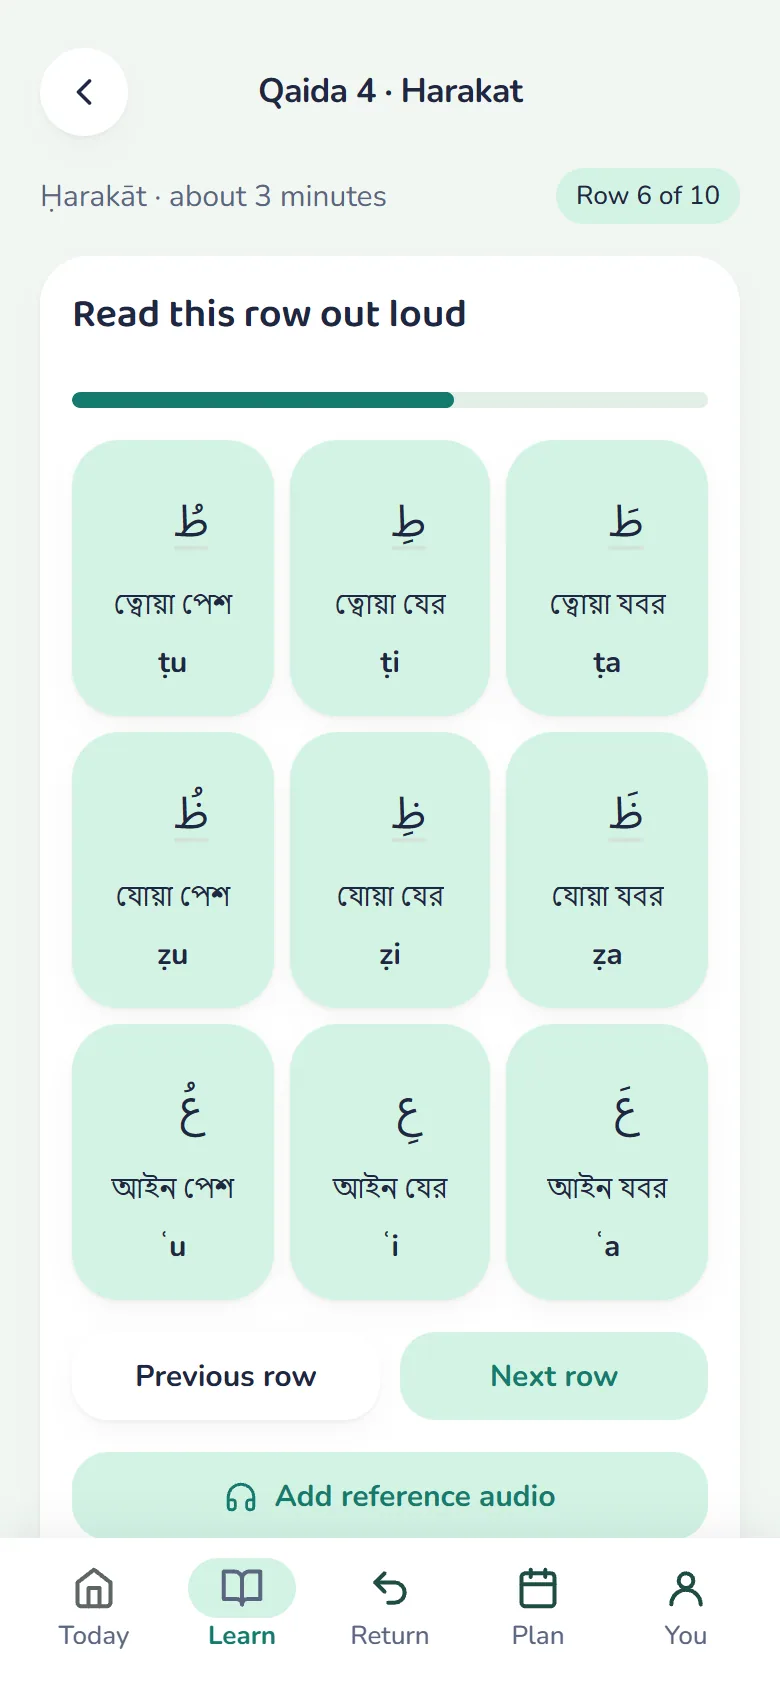 Qaida 4 · Harakat
Ḥarakāt · about 3 minutes
Row 6 of 10
Read this row out loud
طُ طِ طَ
ত্বোয়া পেশ ত্বোয়া যের ত্বোয়া যবর
ṭu ṭi ṭa
ظُ ظِ ظَ
যোয়া পেশ যোয়া যের যোয়া যবর
ẓu ẓi ẓa
عُ عِ عَ
আইন পেশ আইন যের আইন যবর
ʿu ʿi ʿa
Previous row Next row
Add reference audio
Today Learn Return Plan You